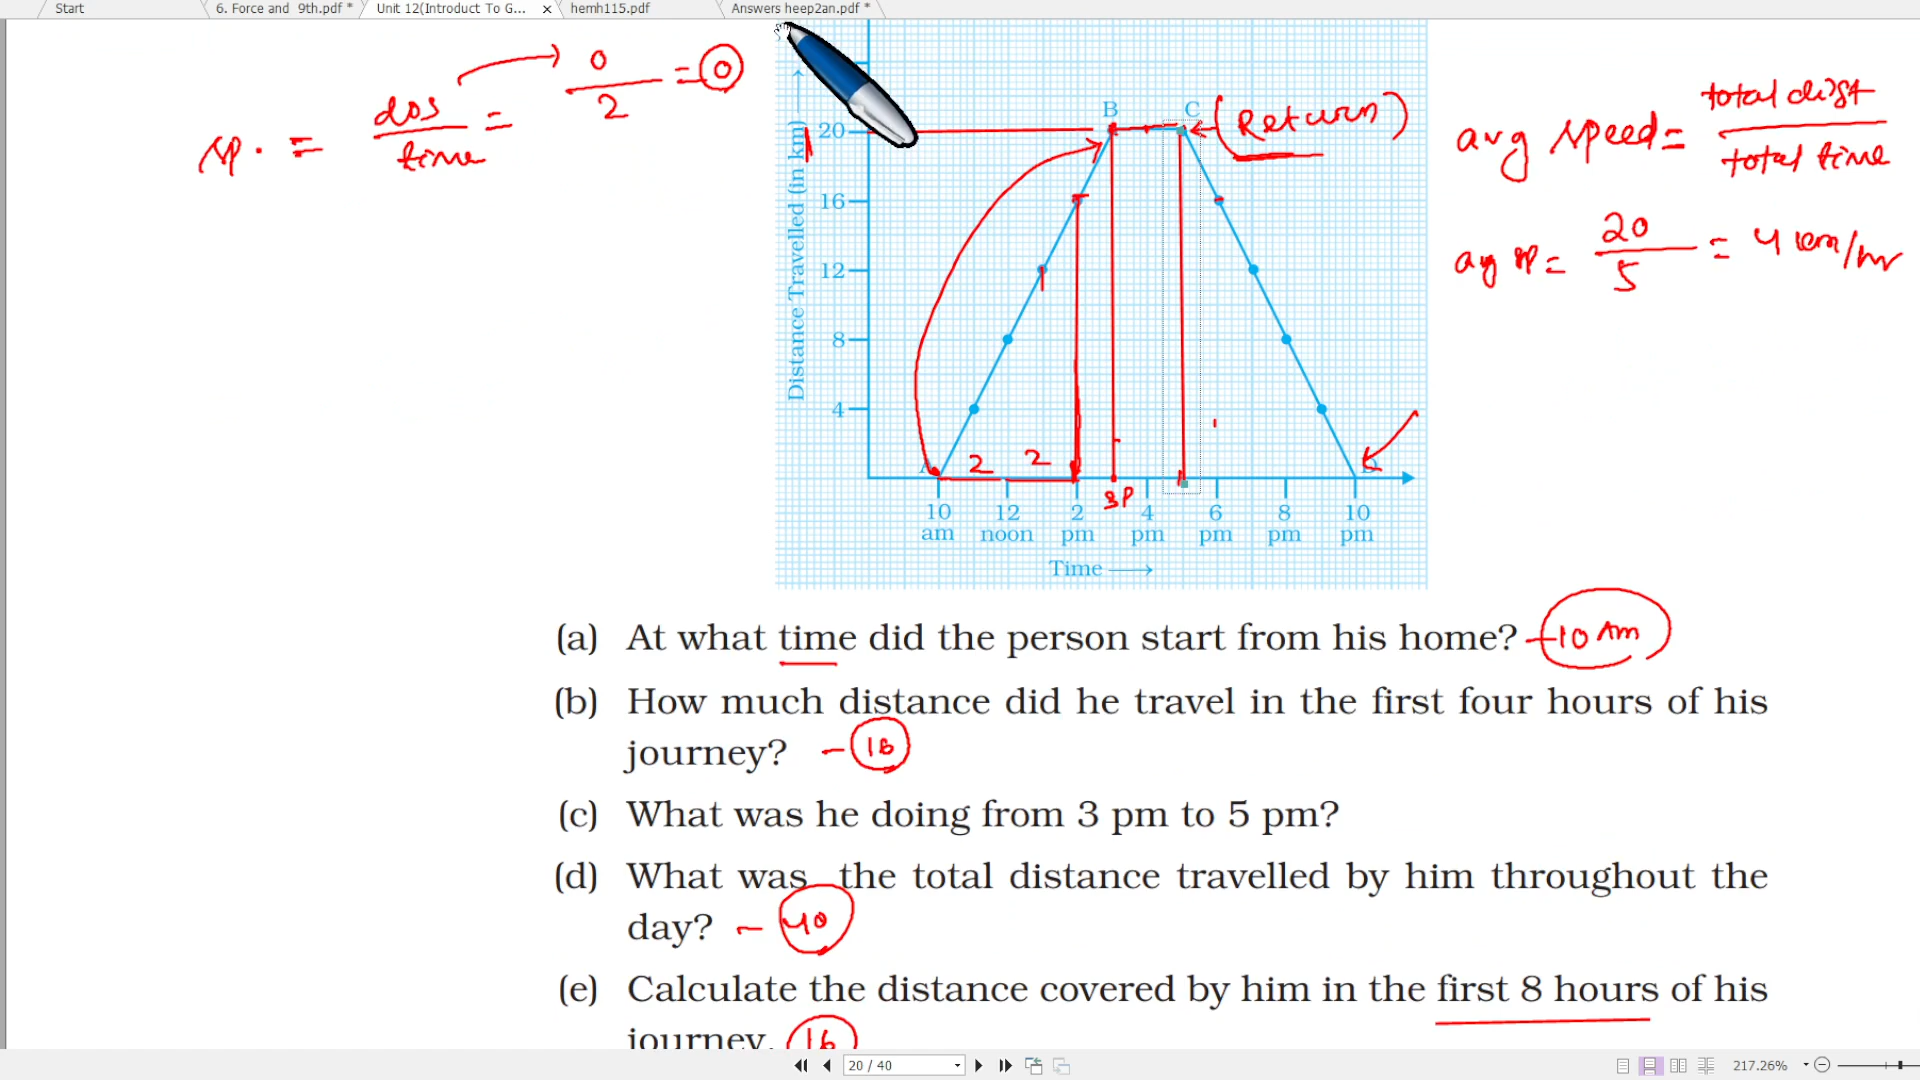 Start
6. Force and 9th.pdf *
Unit 12(Introduct To G... ×
hemh115.pdf
Answers heep2an.pdf *
sp. = dis/time = 0/2 = 0
avg speed = total dist/total time
avg sp = 20/5 = 4 km/hr
(Return)
B C
Distance Travelled (in km)
20
16
12
8
4
A 2 2 D
3P
10 12 2 4 6 8 10
am noon pm pm pm pm pm
Time
(a) At what time did the person start from his home? - 10 Am
(b) How much distance did he travel in the first four hours of his
journey? - 16
(c) What was he doing from 3 pm to 5 pm?
(d) What was the total distance travelled by him throughout the
day? - 40
(e) Calculate the distance covered by him in the first 8 hours of his
journey. 16
20 / 40
217.26%